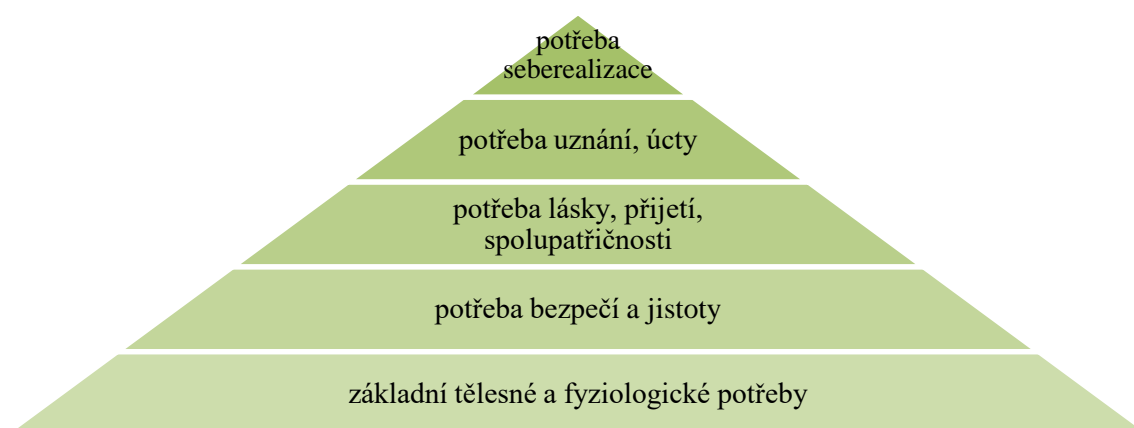 potřeba
seberealizace
potřeba uznání, úcty
potřeba lásky, přijetí,
spolupatřičnosti
potřeba bezpečí a jistoty
základní tělesné a fyziologické potřeby